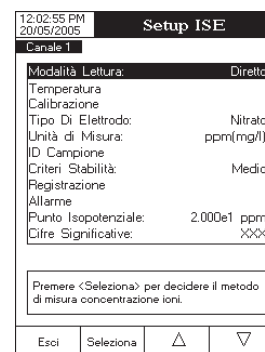 12:02:55 PM
20/05/2005
Setup ISE
Canale 1
Modalità Lettura: Diretto
Temperatura
Calibrazione
Tipo Di Elettrodo: Nitrato
Unità di Misura: ppm(mg/l)
ID Campione
Criteri Stabilità: Medio
Registrazione
Allarme
Punto Isopotenziale: 2.000e1 ppm
Cifre Significative: XXX
Premere <Seleziona> per decidere il metodo
di misura concentrazione ioni.
Esci Seleziona △ ▽